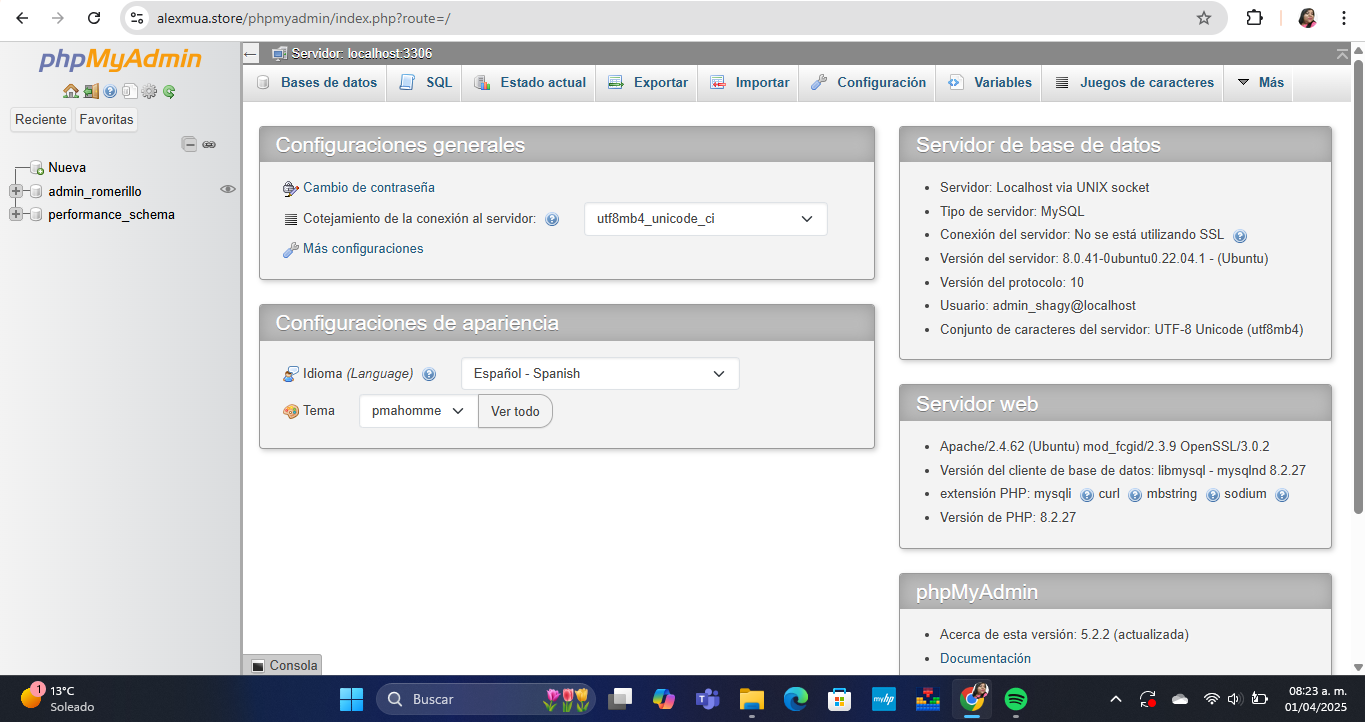 alexmua.store/phpmyadmin/index.php?route=/
phpMyAdmin
Reciente
Favoritas
Nueva
admin_romerillo
performance_schema
Servidor: localhost:3306
Bases de datos
SQL
Estado actual
Exportar
Importar
Configuración
Variables
Juegos de caracteres
Más
Configuraciones generales
Cambio de contraseña
Cotejamiento de la conexión al servidor:
utf8mb4_unicode_ci
Más configuraciones
Configuraciones de apariencia
Idioma (Language)
Español - Spanish
Tema
pmahomme
Ver todo
Servidor de base de datos
Servidor: Localhost via UNIX socket
Tipo de servidor: MySQL
Conexión del servidor: No se está utilizando SSL
Versión del servidor: 8.0.41-0ubuntu0.22.04.1 - (Ubuntu)
Versión del protocolo: 10
Usuario: admin_shagy@localhost
Conjunto de caracteres del servidor: UTF-8 Unicode (utf8mb4)
Servidor web
Apache/2.4.62 (Ubuntu) mod_fcgid/2.3.9 OpenSSL/3.0.2
Versión del cliente de base de datos: libmysql - mysqlnd 8.2.27
extensión PHP: mysqli curl mbstring sodium
Versión de PHP: 8.2.27
phpMyAdmin
Acerca de esta versión: 5.2.2 (actualizada)
Documentación
Consola
1
13°C
Soleado
Buscar
myhp
08:23 a. m.
01/04/2025